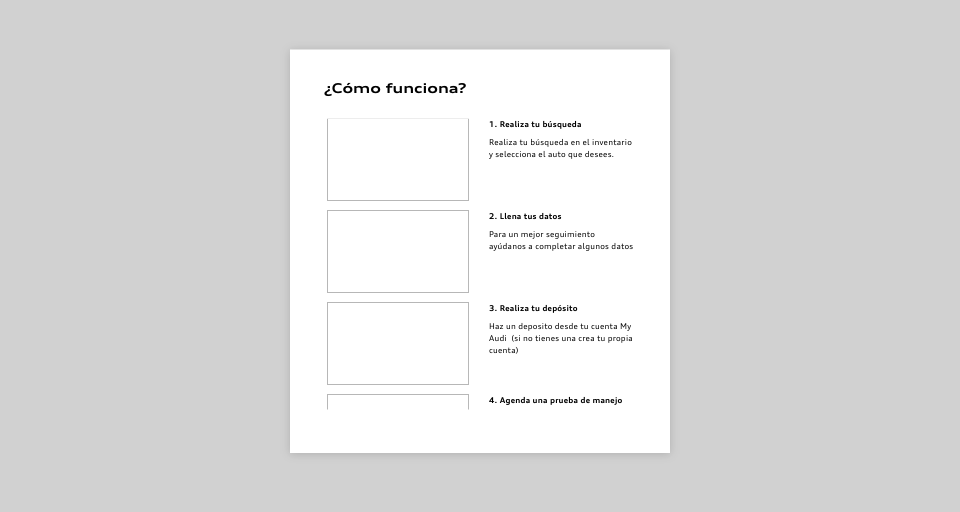 ¿Cómo funciona?
1. Realiza tu búsqueda
Realiza tu búsqueda en el inventario
y selecciona el auto que desees.
2. Llena tus datos
Para un mejor seguimiento
ayúdanos a completar algunos datos
3. Realiza tu depósito
Haz un deposito desde tu cuenta My
Audi  (si no tienes una crea tu propia
cuenta)
4. Agenda una prueba de manejo